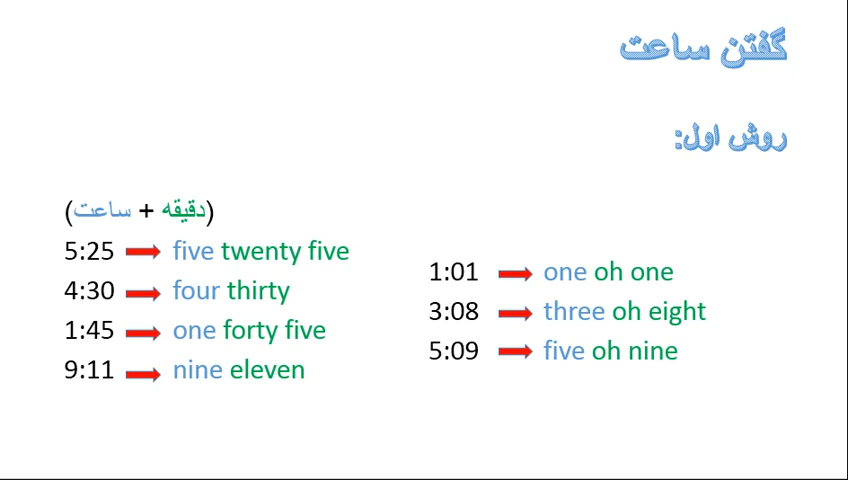 گفتن ساعت
روش اول:
(ساعت + دقیقه)
5:25 five twenty five
4:30 four thirty
1:45 one forty five
9:11 nine eleven
1:01 one oh one
3:08 three oh eight
5:09 five oh nine